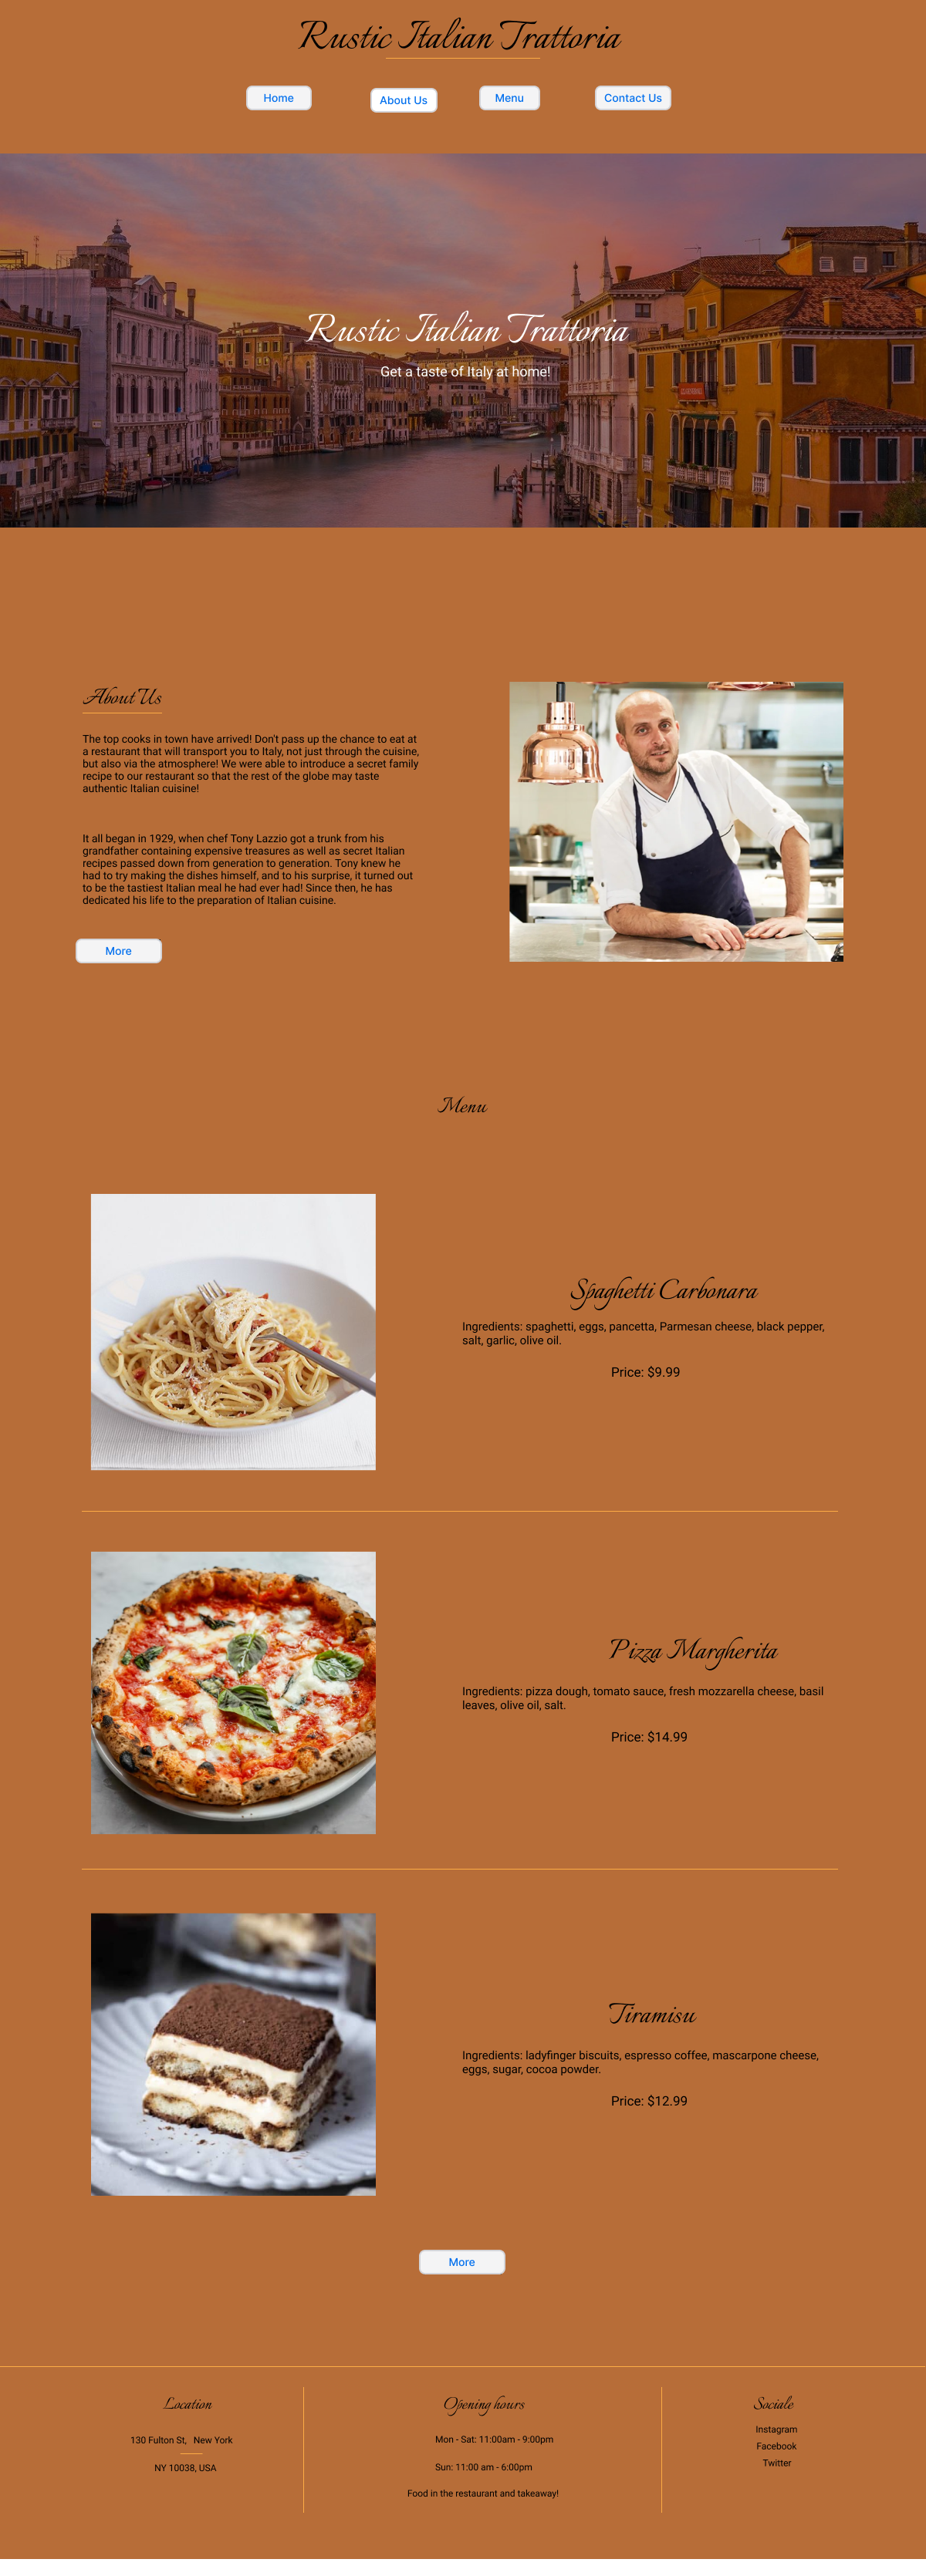 Rustic Italian Trattoria
Home
About Us
Menu
Contact Us
Rustic Italian Trattoria
Get a taste of Italy at home!
About Us
The top cooks in town have arrived! Don't pass up the chance to eat at
a restaurant that will transport you to Italy, not just through the cuisine,
but also via the atmosphere! We were able to introduce a secret family
recipe to our restaurant so that the rest of the globe may taste
authentic Italian cuisine!
It all began in 1929, when chef Tony Lazzio got a trunk from his
grandfather containing expensive treasures as well as secret Italian
recipes passed down from generation to generation. Tony knew he
had to try making the dishes himself, and to his surprise, it turned out
to be the tastiest Italian meal he had ever had! Since then, he has
dedicated his life to the preparation of Italian cuisine.
More
Menu
Spaghetti Carbonara
Ingredients: spaghetti, eggs, pancetta, Parmesan cheese, black pepper,
salt, garlic, olive oil.
Price: $9.99
Pizza Margherita
Ingredients: pizza dough, tomato sauce, fresh mozzarella cheese, basil
leaves, olive oil, salt.
Price: $14.99
Tiramisu
Ingredients: ladyfinger biscuits, espresso coffee, mascarpone cheese,
eggs, sugar, cocoa powder.
Price: $12.99
More
Location
130 Fulton St, New York
NY 10038, USA
Opening hours
Mon - Sat: 11:00am - 9:00pm
Sun: 11:00 am - 6:00pm
Food in the restaurant and takeaway!
Sociale
Instagram
Facebook
Twitter